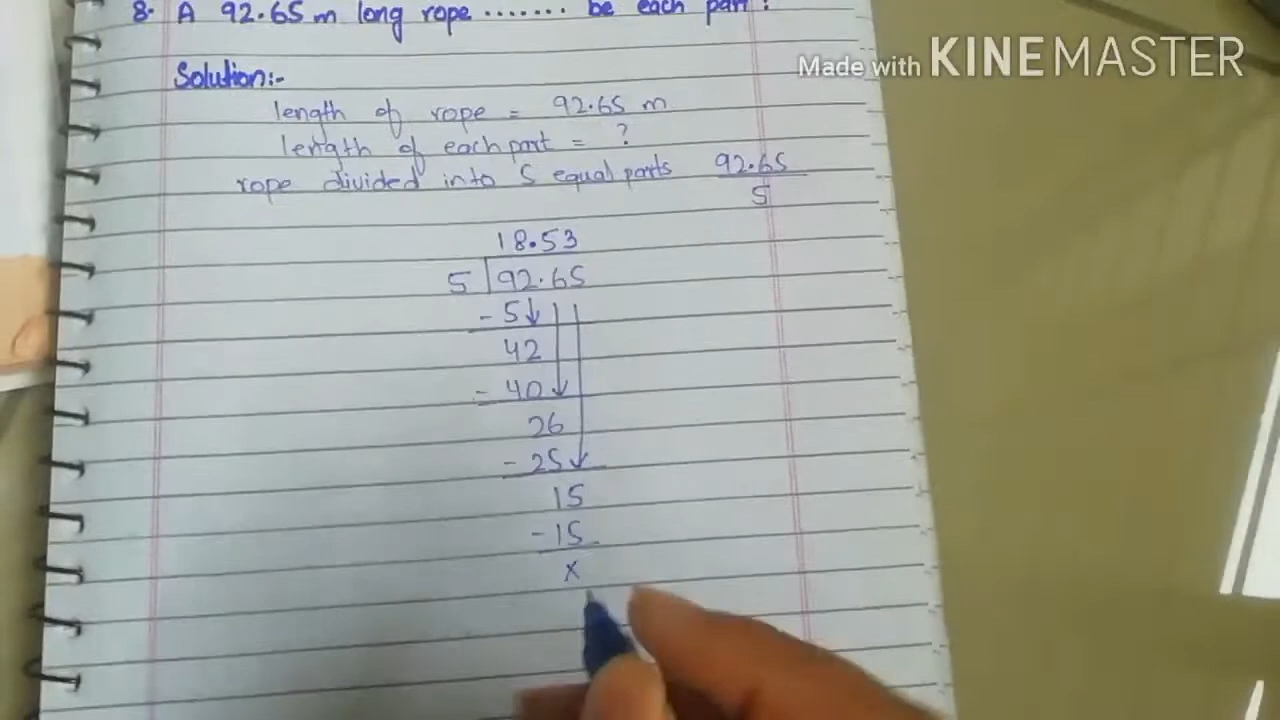 8. A 92.65 m long rope ....... be each part?
Made with KINEMASTER
Solution:-
length of rope = 92.65 m
length of each part = ?
rope divided into 5 equal parts 92.65
5
18.53
5 92.65
- 5
42
- 40
26
- 25
15
- 15
x